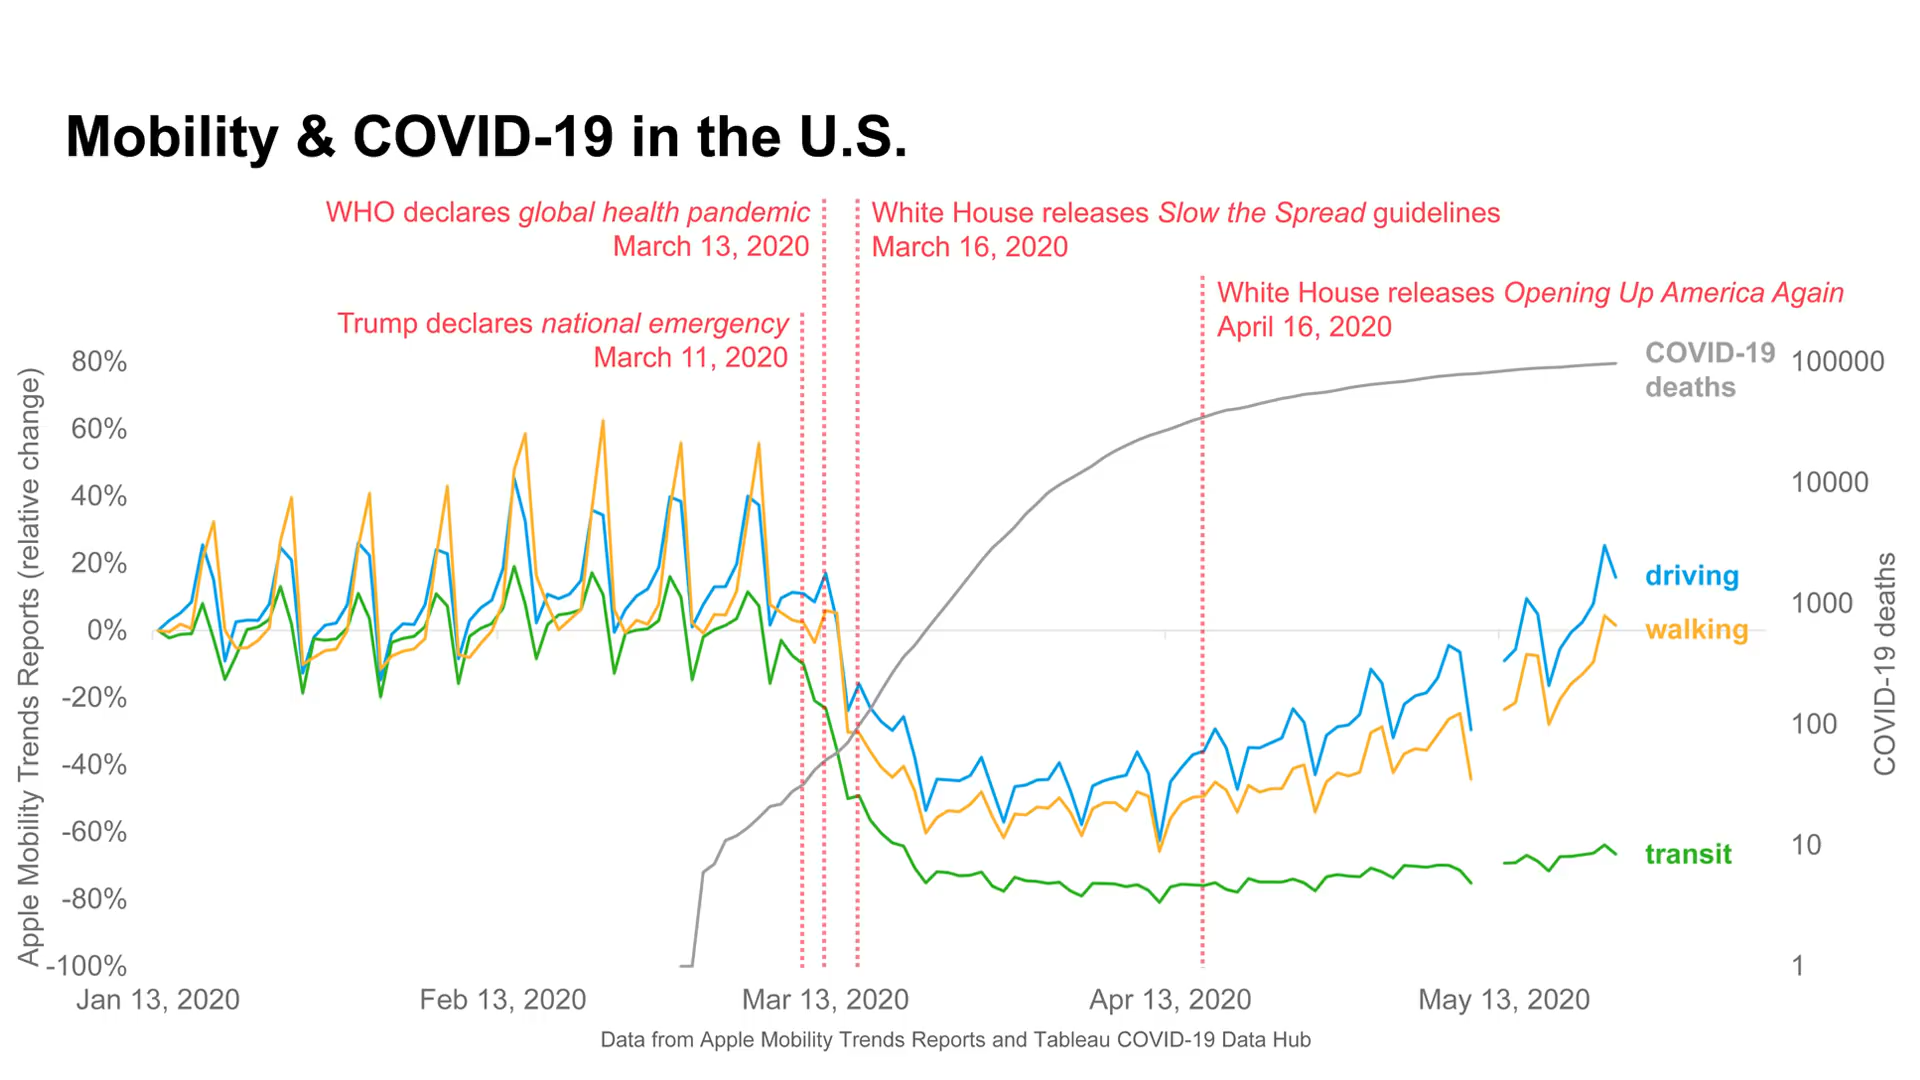 Mobility & COVID-19 in the U.S.
WHO declares global health pandemic
March 13, 2020
White House releases Slow the Spread guidelines
March 16, 2020
Trump declares national emergency
March 11, 2020
White House releases Opening Up America Again
April 16, 2020
Apple Mobility Trends Reports (relative change)
80%
60%
40%
20%
0%
-20%
-40%
-60%
-80%
-100%
COVID-19
deaths
driving
walking
transit
100000
10000
1000
100
10
1
COVID-19 deaths
Jan 13, 2020
Feb 13, 2020
Mar 13, 2020
Apr 13, 2020
May 13, 2020
Data from Apple Mobility Trends Reports and Tableau COVID-19 Data Hub